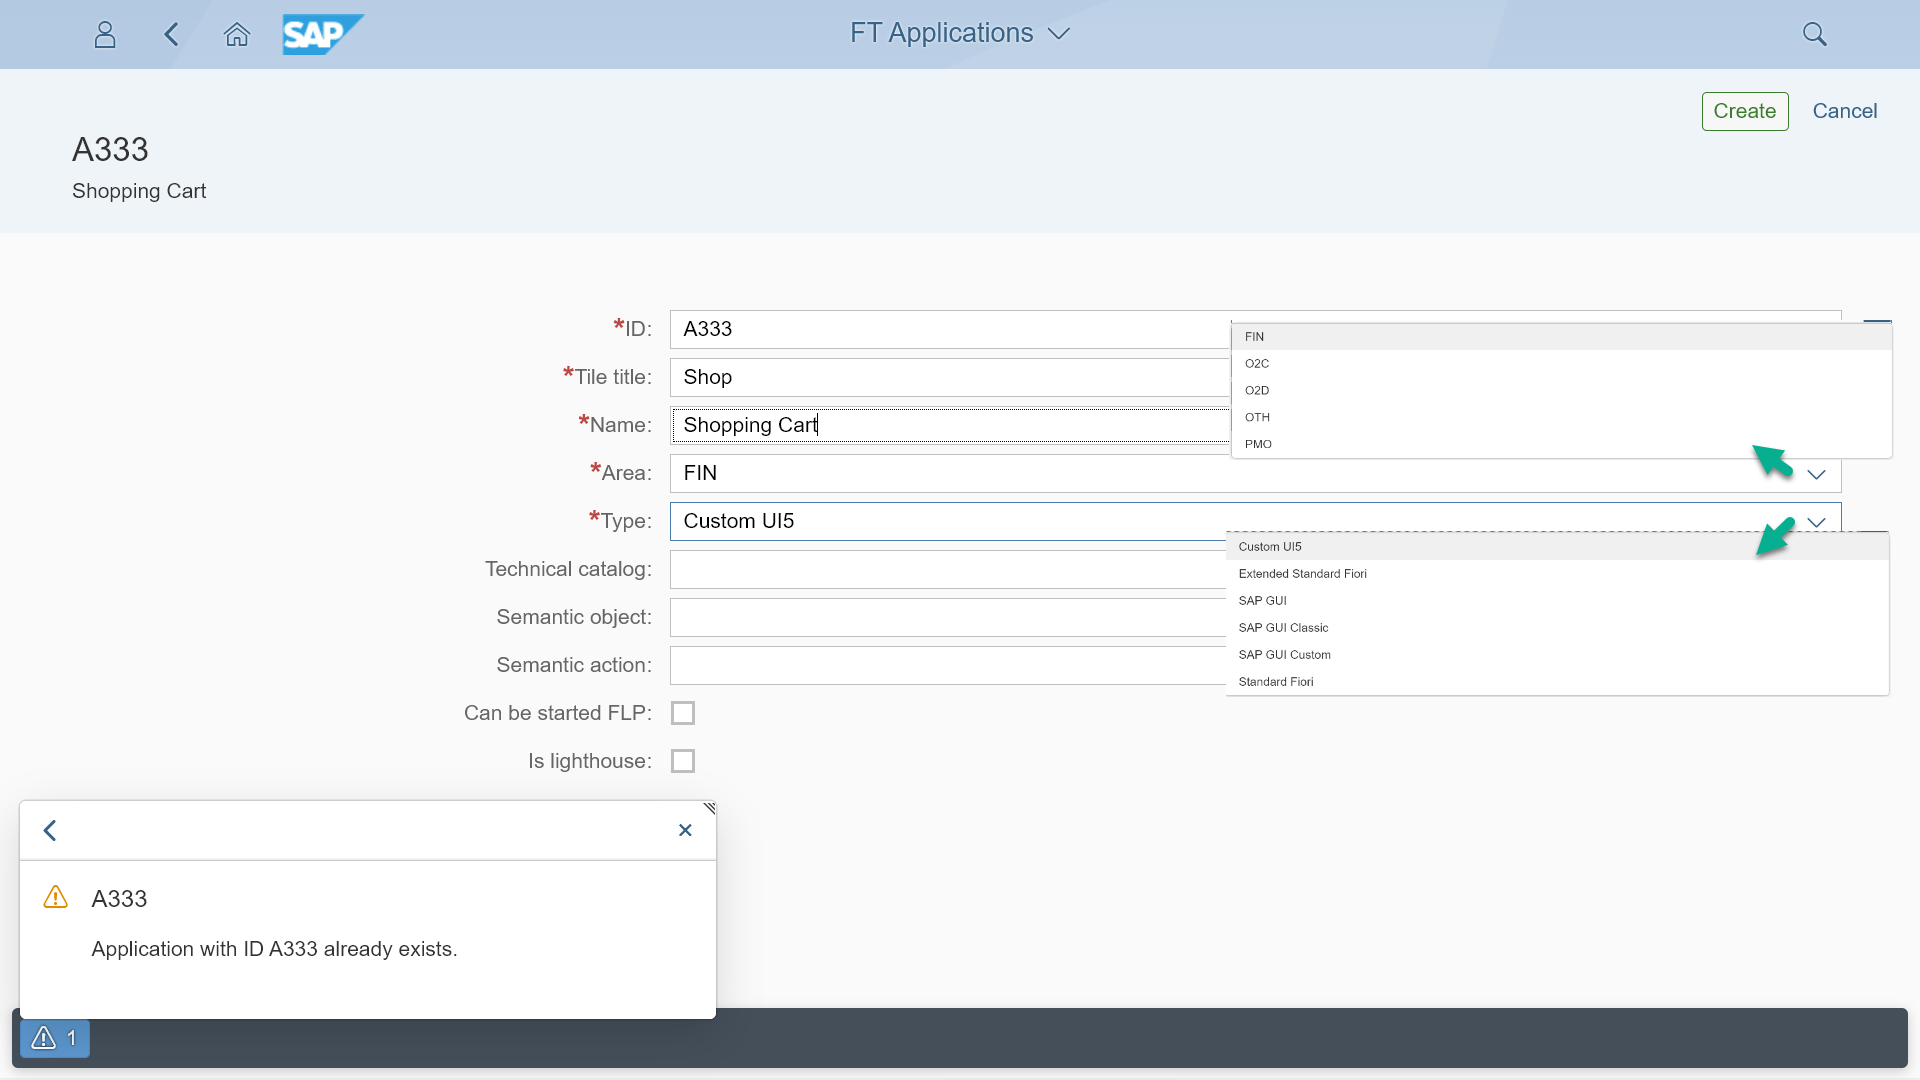 SAP
FT Applications
Create
Cancel
A333
Shopping Cart
*ID: A333
*Tile title: Shop
*Name: Shopping Cart
*Area: FIN
*Type: Custom UI5
Technical catalog:
Semantic object:
Semantic action:
Can be started FLP:
Is lighthouse:
FIN
O2C
O2D
OTH
PMO
Custom UI5
Extended Standard Fiori
SAP GUI
SAP GUI Classic
SAP GUI Custom
Standard Fiori
A333
Application with ID A333 already exists.
1